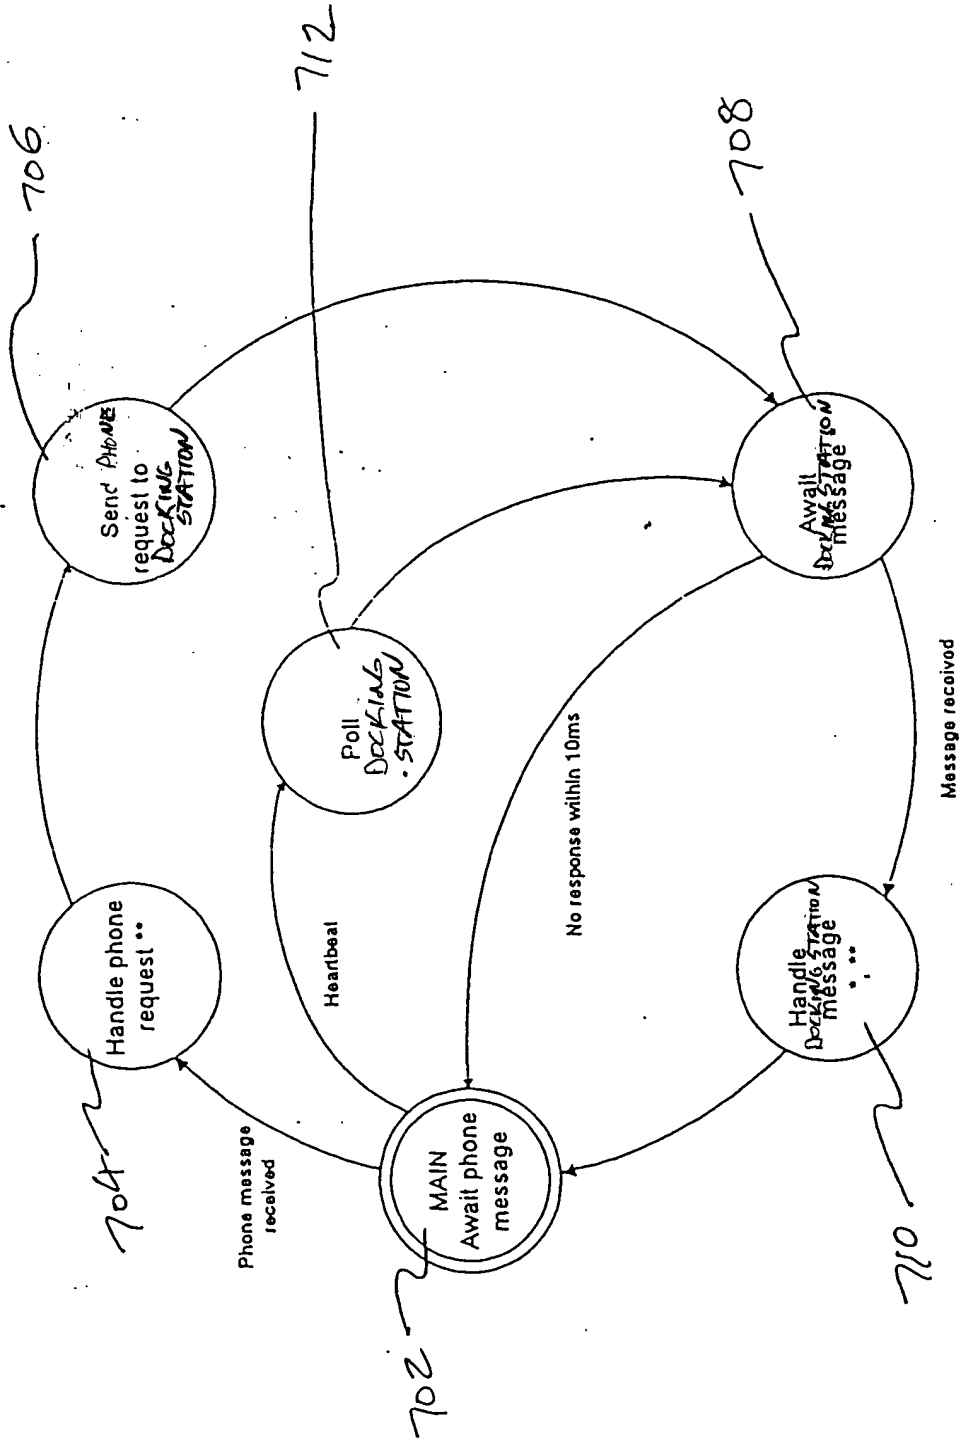 706
712
708
Send PHONE
request to
DOCKING
STATION
Poll
DOCKING
STATION
Await
DOCKING STATION
message *
Handle phone
request **
Heartbeat
No response within 10ms
Message received
Phone message
received
MAIN
Await phone
message
Handle
DOCKING STATION
message
*, **
704
702
710